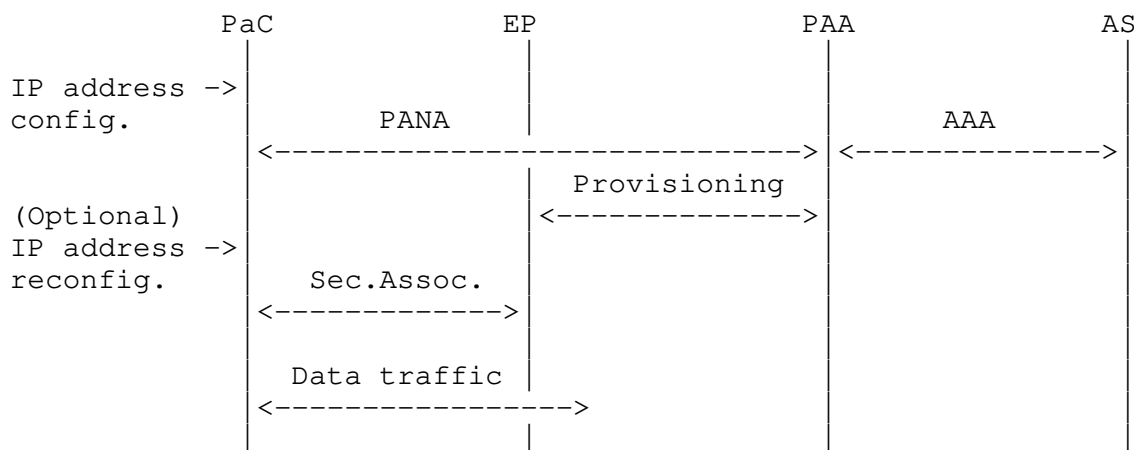 PaC EP PAA AS
IP address ->
config. PANA AAA
<------------------------------> <-------------->
Provisioning
(Optional) <-------------->
IP address ->
reconfig. Sec.Assoc.
<------------->
Data traffic
<----------------->